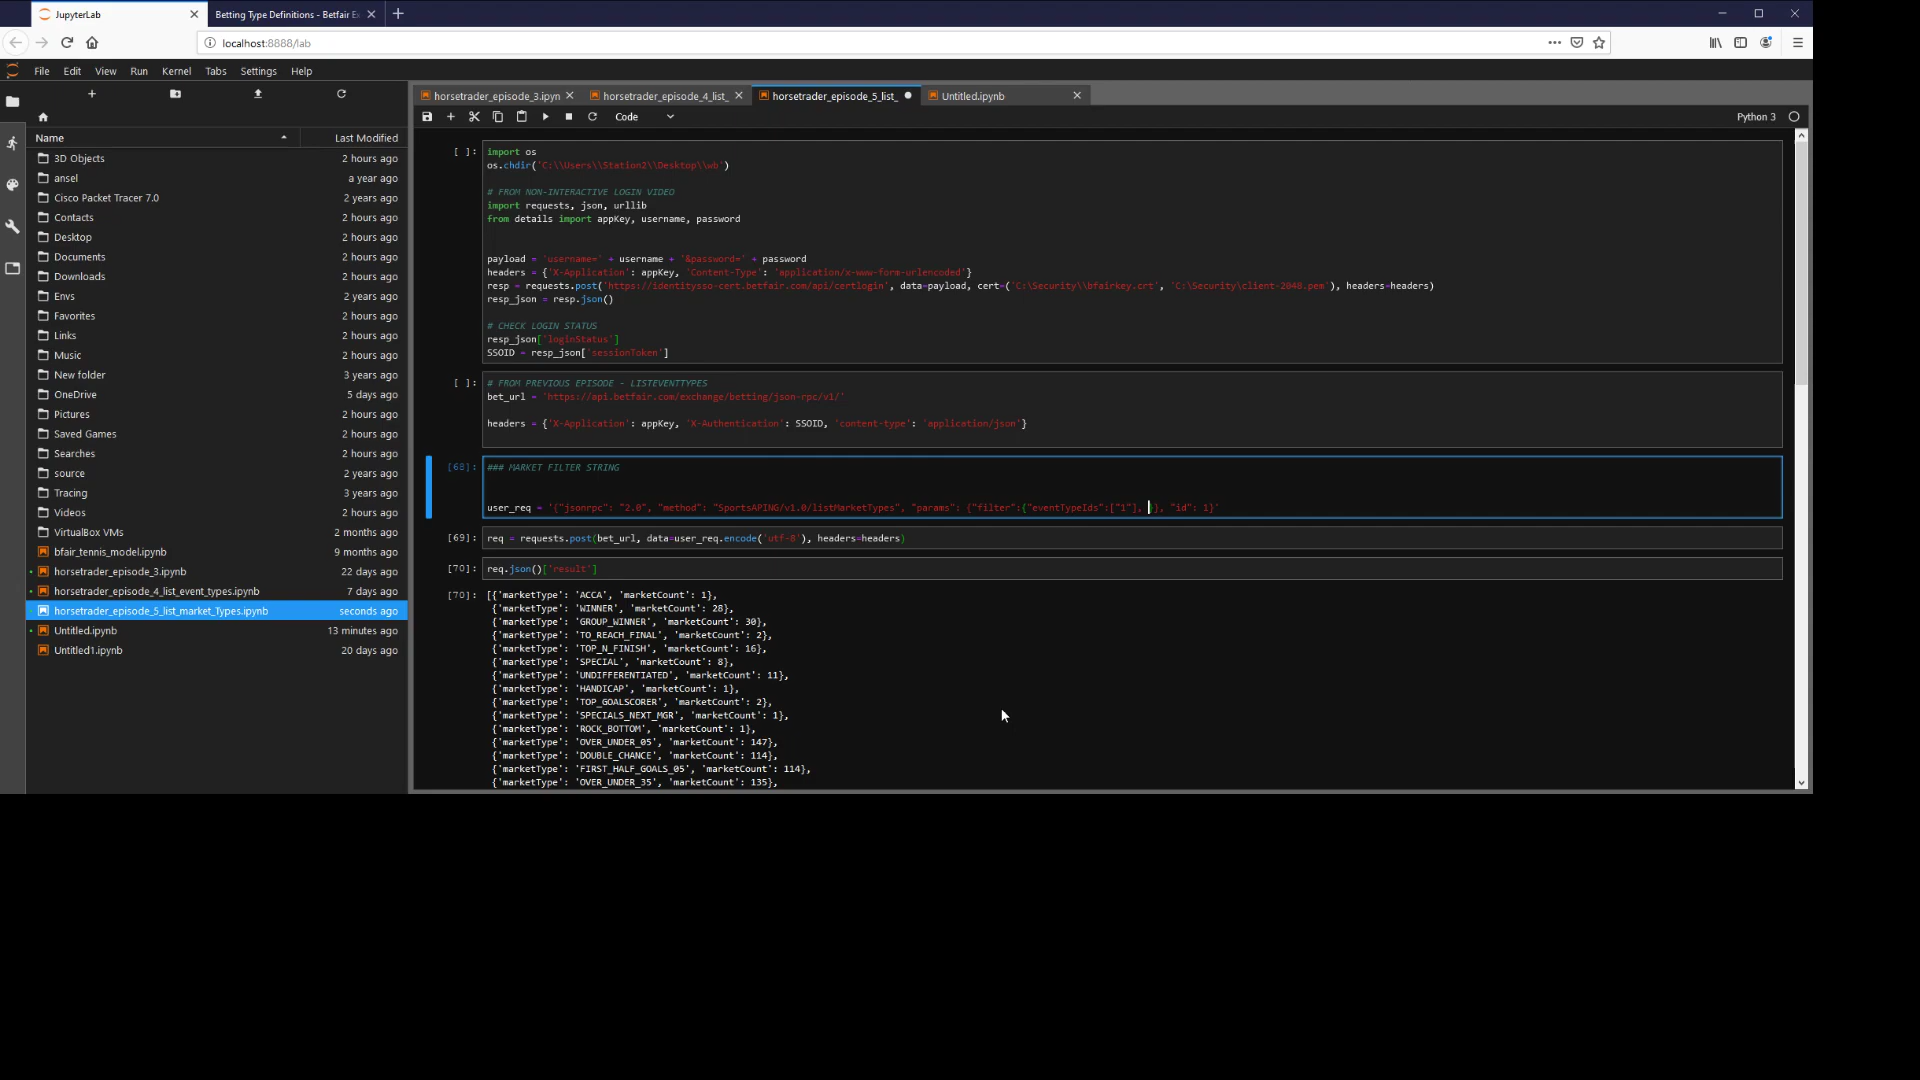 JupyterLab
Betting Type Definitions - Betfair E
localhost:8888/lab
File Edit View Run Kernel Tabs Settings Help
horsetrader_episode_3.ipyn
horsetrader_episode_4_list_
horsetrader_episode_5_list_
Untitled.ipynb
Code
Python 3
Name Last Modified
3D Objects 2 hours ago
ansel a year ago
Cisco Packet Tracer 7.0 2 years ago
Contacts 2 hours ago
Desktop 2 hours ago
Documents 2 hours ago
Downloads 2 hours ago
Envs 2 years ago
Favorites 2 hours ago
Links 2 hours ago
Music 2 hours ago
New folder 3 years ago
OneDrive 5 days ago
Pictures 2 hours ago
Saved Games 2 hours ago
Searches 2 hours ago
source 2 years ago
Tracing 3 years ago
Videos 2 hours ago
VirtualBox VMs 2 months ago
bfair_tennis_model.ipynb 9 months ago
horsetrader_episode_3.ipynb 22 days ago
horsetrader_episode_4_list_event_types.ipynb 7 days ago
horsetrader_episode_5_list_market_Types.ipynb seconds ago
Untitled.ipynb 13 minutes ago
Untitled1.ipynb 20 days ago
[ ]: import os
os.chdir('C:\\Users\\Station2\\Desktop\\wb')
# FROM NON-INTERACTIVE LOGIN VIDEO
import requests, json, urllib
from details import appKey, username, password
payload = 'username=' + username + '&password=' + password
headers = {'X-Application': appKey, 'Content-Type': 'application/x-www-form-urlencoded'}
resp = requests.post('https://identitysso-cert.betfair.com/api/certlogin', data=payload, cert=('C:\Security\\bfairkey.crt', 'C:\Security\client-2048.pem'), headers=headers)
resp_json = resp.json()
# CHECK LOGIN STATUS
resp_json['loginStatus']
SSOID = resp_json['sessionToken']
[ ]: # FROM PREVIOUS EPISODE - LISTEVENTTYPES
bet_url = 'https://api.betfair.com/exchange/betting/json-rpc/v1/'
headers = {'X-Application': appKey, 'X-Authentication': SSOID, 'content-type': 'application/json'}
[68]: ### MARKET FILTER STRING
user_req = '{"jsonrpc": "2.0", "method": "SportsAPING/v1.0/listMarketTypes", "params": {"filter":{"eventTypeIds":["1"], }}, "id": 1}'
[69]: req = requests.post(bet_url, data=user_req.encode('utf-8'), headers=headers)
[70]: req.json()['result']
[70]: [{'marketType': 'ACCA', 'marketCount': 1},
{'marketType': 'WINNER', 'marketCount': 28},
{'marketType': 'GROUP_WINNER', 'marketCount': 30},
{'marketType': 'TO_REACH_FINAL', 'marketCount': 2},
{'marketType': 'TOP_N_FINISH', 'marketCount': 16},
{'marketType': 'SPECIAL', 'marketCount': 8},
{'marketType': 'UNDIFFERENTIATED', 'marketCount': 11},
{'marketType': 'HANDICAP', 'marketCount': 1},
{'marketType': 'TOP_GOALSCORER', 'marketCount': 2},
{'marketType': 'SPECIALS_NEXT_MGR', 'marketCount': 1},
{'marketType': 'ROCK_BOTTOM', 'marketCount': 1},
{'marketType': 'OVER_UNDER_05', 'marketCount': 147},
{'marketType': 'DOUBLE_CHANCE', 'marketCount': 114},
{'marketType': 'FIRST_HALF_GOALS_05', 'marketCount': 114},
{'marketType': 'OVER_UNDER_35', 'marketCount': 135},